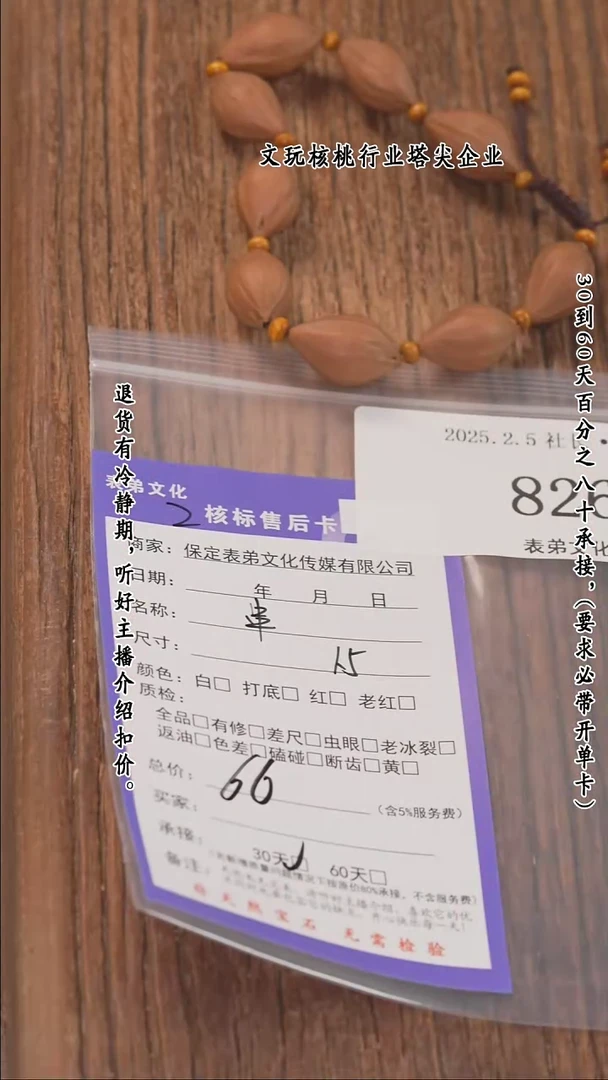 文玩核桃行业塔尖企业
30到60天百分之八十承接，（要求必带开单卡）
退货有冷静期，听好主播介绍扣价。
2025.2.5 社
826
表弟文化
表弟文化
2 核标售后卡
商家：保定表弟文化传媒有限公司
日期： 年 月 日
名称： 串
尺寸： 15
颜色：白□ 打底□ 红□ 老红□
质检：
全品□有修□差尺□虫眼□老冰裂□
返油□色差□磕碰□断齿□黄□
总价： 66 （含5%服务费）
买家：
承接： 30天□ 60天□
备注：
天然宝石 无需检验